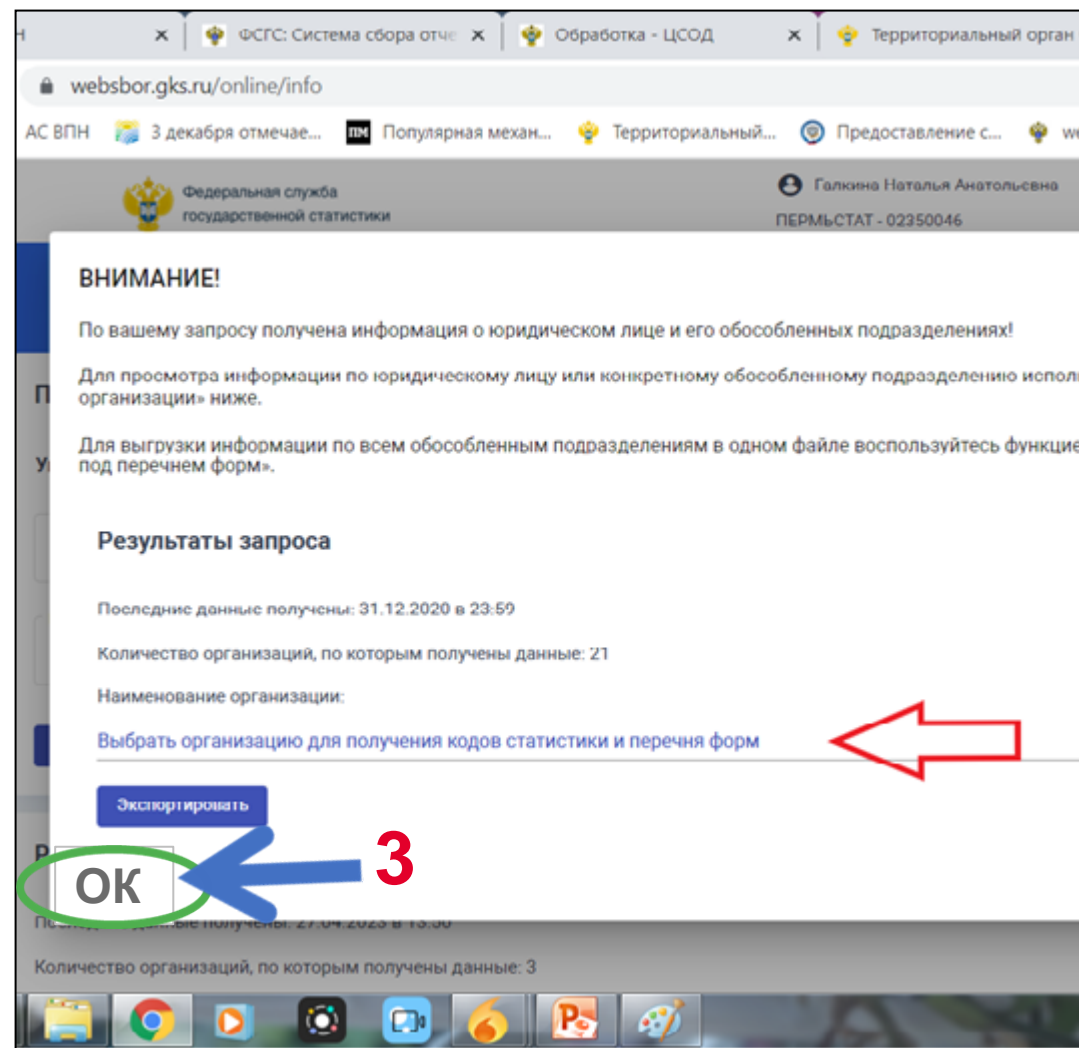 Н
ФСГС: Система сбора отче
Обработка - ЦСОД
Территориальный орган
websbor.gks.ru/online/info
АС ВПН
3 декабря отмечае...
ПМ
Популярная механ...
Территориальный...
Предоставление с...
we
Федеральная служба
государственной статистики
Галкина Наталья Анатольевна
ПЕРМЬСТАТ - 02350046
ВНИМАНИЕ!
По вашему запросу получена информация о юридическом лице и его обособленных подразделениях!
Для просмотра информации по юридическому лицу или конкретному обособленному подразделению исполь
организации» ниже.
Для выгрузки информации по всем обособленным подразделениям в одном файле воспользуйтесь функцие
под перечнем форм».
Результаты запроса
Последние данные получены: 31.12.2020 в 23:59
Количество организаций, по которым получены данные: 21
Наименование организации:
Выбрать организацию для получения кодов статистики и перечня форм
Экспортировать
3
ОК
Количество организаций, по которым получены данные: 3